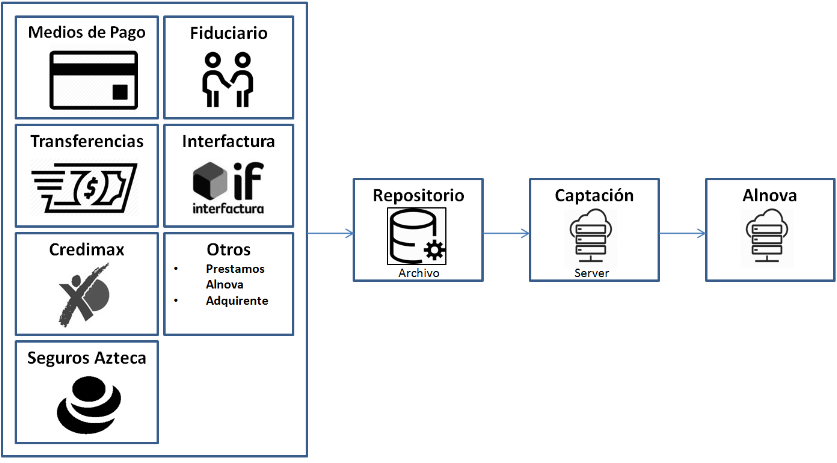 Medios de Pago
Fiduciario
Transferencias
Interfactura
if
interfactura
Credimax
Otros
• Prestamos
Alnova
• Adquirente
Seguros Azteca
Repositorio
Archivo
Captación
Server
Alnova